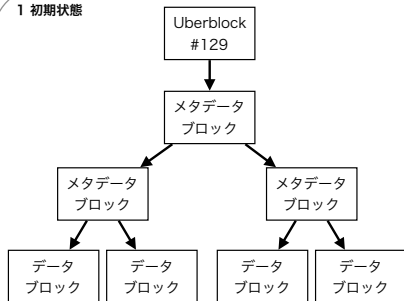 1 初期状態
Uberblock
#129
メタデータ
ブロック
メタデータ
ブロック
メタデータ
ブロック
データ
ブロック
データ
ブロック
データ
ブロック
データ
ブロック